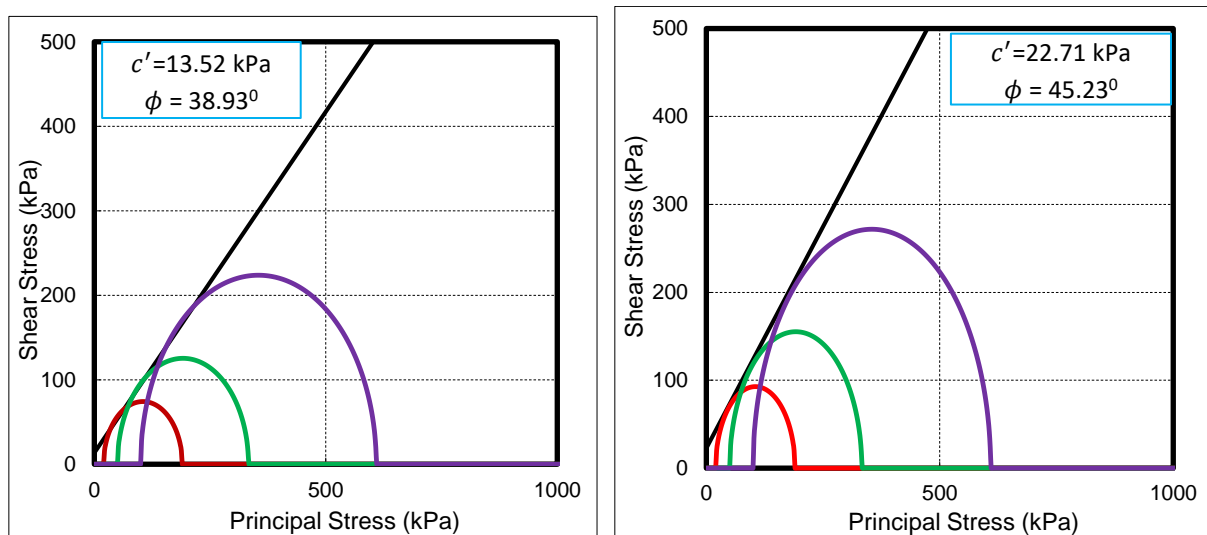 500
400
300
200
100
0
Shear Stress (kPa)
c′=13.52 kPa
ϕ = 38.93⁰
0
500
1000
Principal Stress (kPa)
500
400
300
200
100
0
Shear Stress (kPa)
c′=22.71 kPa
ϕ = 45.23⁰
0
500
1000
Principal Stress (kPa)